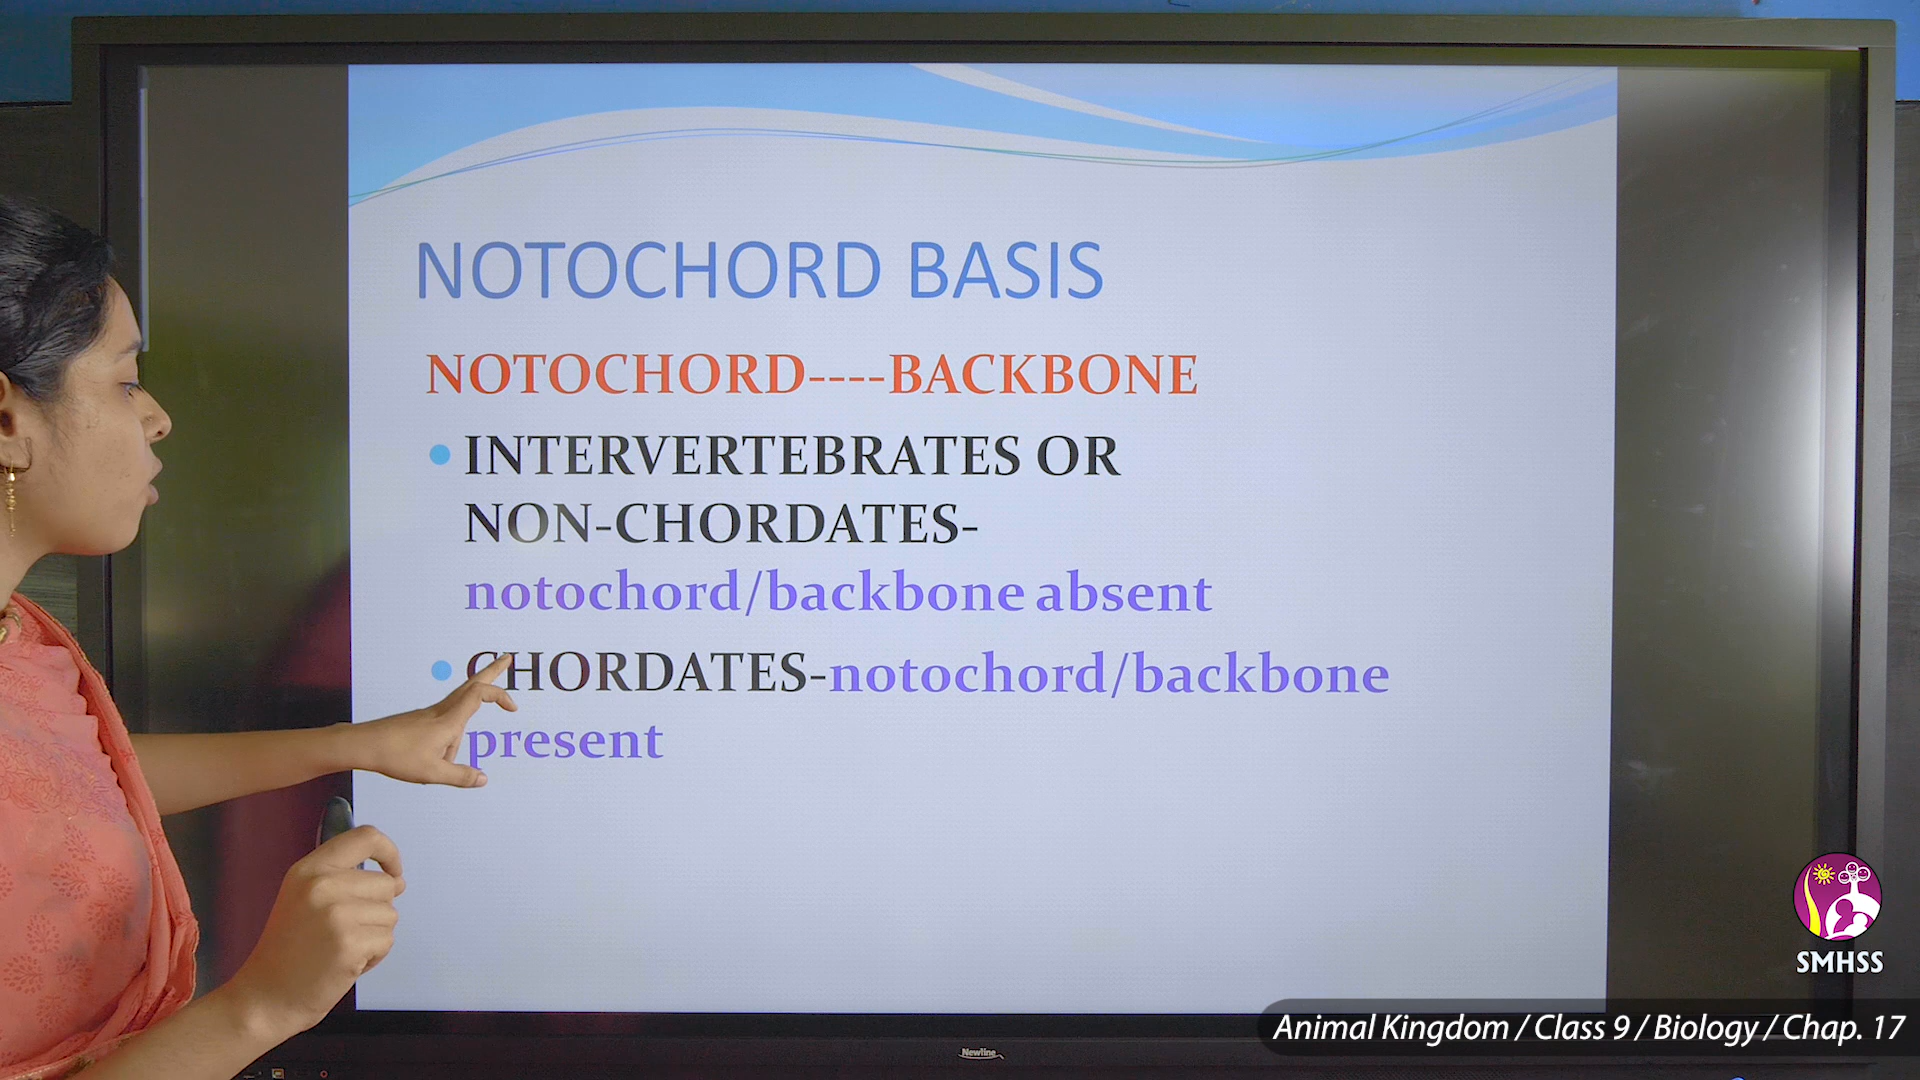 NOTOCHORD BASIS
NOTOCHORD----BACKBONE
• INTERVERTEBRATES OR
NON-CHORDATES-
notochord/backbone absent
• CHORDATES-notochord/backbone
present
SMHSS
Animal Kingdom / Class 9 / Biology / Chap. 17
Newline